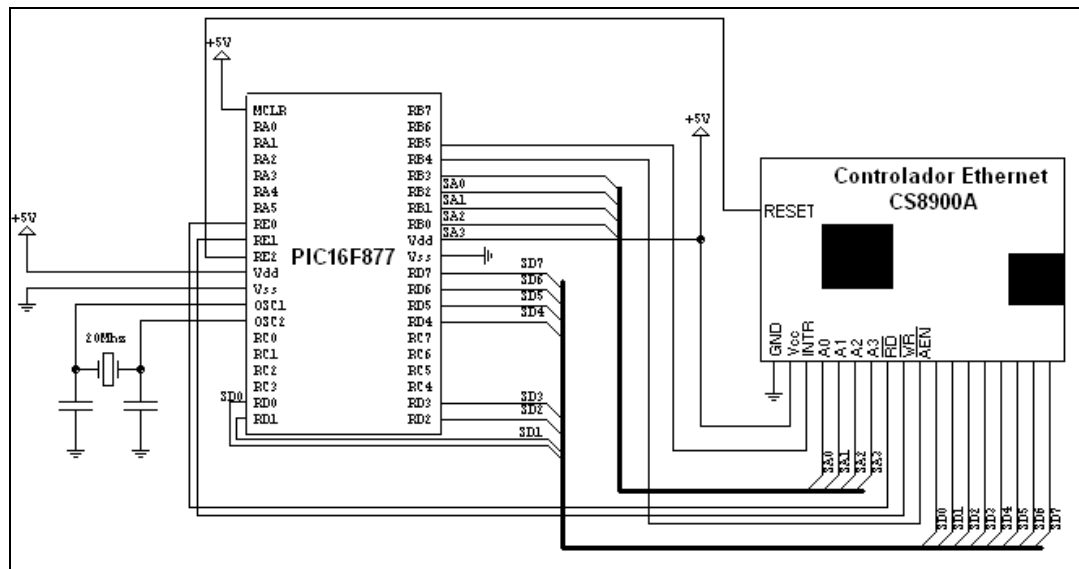 +5V
MCLR
RA0
RA1
RA2
RA3
RA4
RA5
RE0
RE1
RE2
Vdd
Vss
OSC1
OSC2
RC0
RC1
RC2
RC3
RD0
RD1
PIC16F877
RB7
RB6
RB5
RB4
RB3
RB2
RB1
RB0
Vdd
Vss
RD7
RD6
RD5
RD4
RC7
RC6
RC5
RC4
RD3
RD2
SA0
SA1
SA2
SA3
SD7
SD6
SD5
SD4
SD3
SD2
SD1
SD0
+5V
20Mhz
+5V
Controlador Ethernet
CS8900A
RESET
GND
Vcc
INTR
A0
A1
A2
A3
RD
WR
AEN
SA0
SA1
SA2
SA3
SD0
SD1
SD2
SD3
SD4
SD5
SD6
SD7